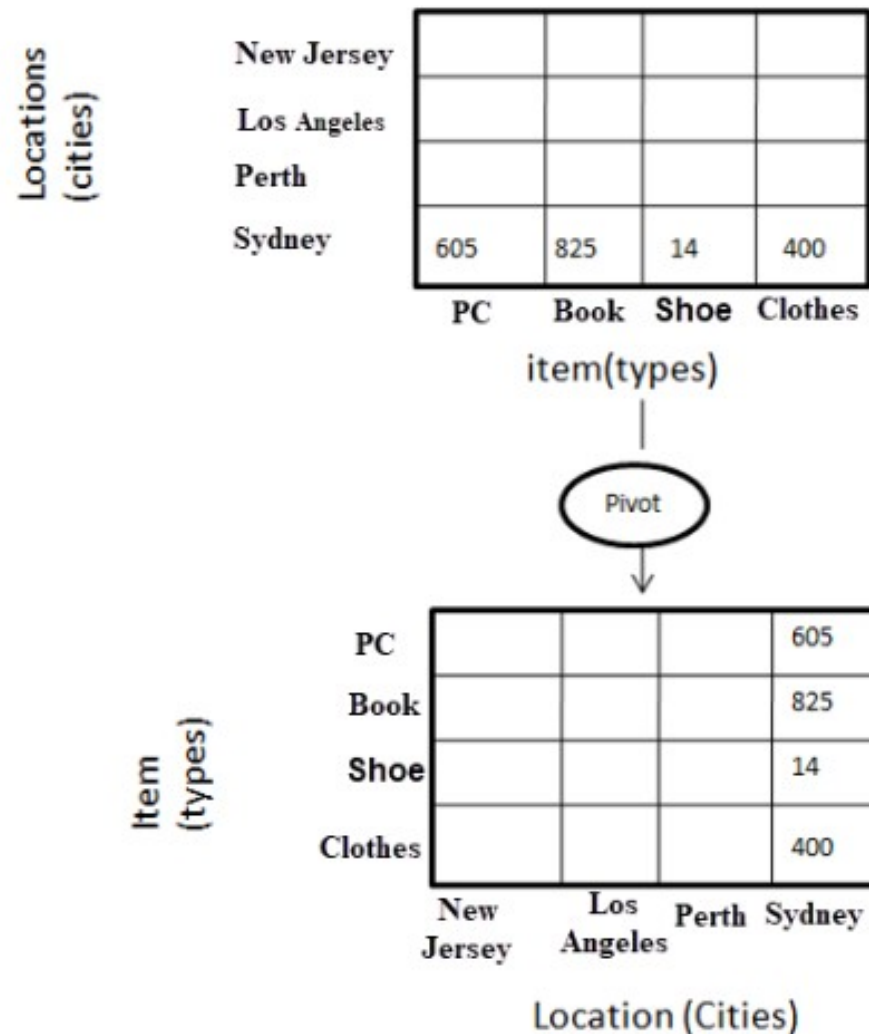 Locations
(cities)
New Jersey
Los Angeles
Perth
Sydney
605 825 14 400
PC Book Shoe Clothes
item(types)
Pivot
Item
(types)
PC 605
Book 825
Shoe 14
Clothes 400
New
Jersey
Los
Angeles
Perth
Sydney
Location (Cities)